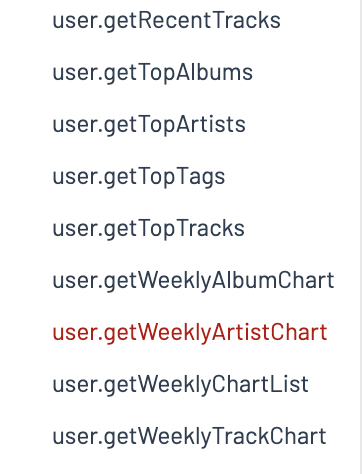 user.getRecentTracks
user.getTopAlbums
user.getTopArtists
user.getTopTags
user.getTopTracks
user.getWeeklyAlbumChart
user.getWeeklyArtistChart
user.getWeeklyChartList
user.getWeeklyTrackChart